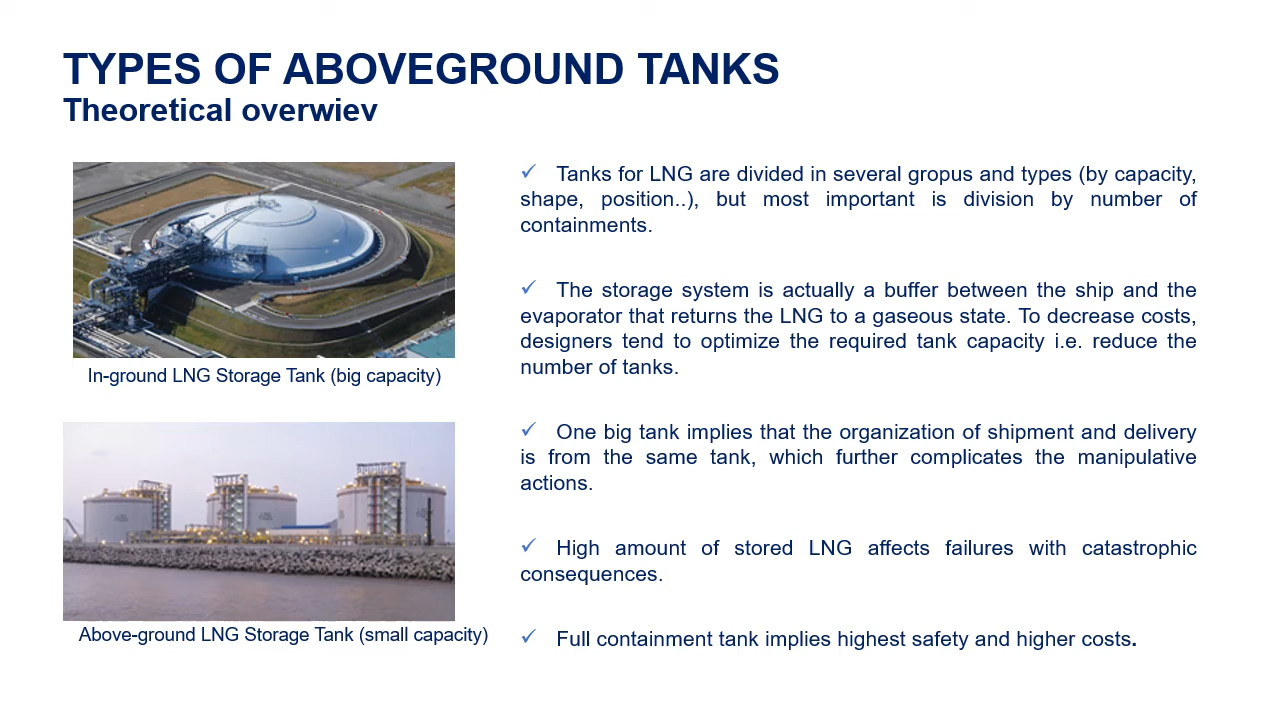 TYPES OF ABOVEGROUND TANKS
Theoretical overwiev
In-ground LNG Storage Tank (big capacity)
Above-ground LNG Storage Tank (small capacity)
✓ Tanks for LNG are divided in several gropus and types (by capacity,
shape, position..), but most important is division by number of
containments.
✓ The storage system is actually a buffer between the ship and the
evaporator that returns the LNG to a gaseous state. To decrease costs,
designers tend to optimize the required tank capacity i.e. reduce the
number of tanks.
✓ One big tank implies that the organization of shipment and delivery
is from the same tank, which further complicates the manipulative
actions.
✓ High amount of stored LNG affects failures with catastrophic
consequences.
✓ Full containment tank implies highest safety and higher costs.